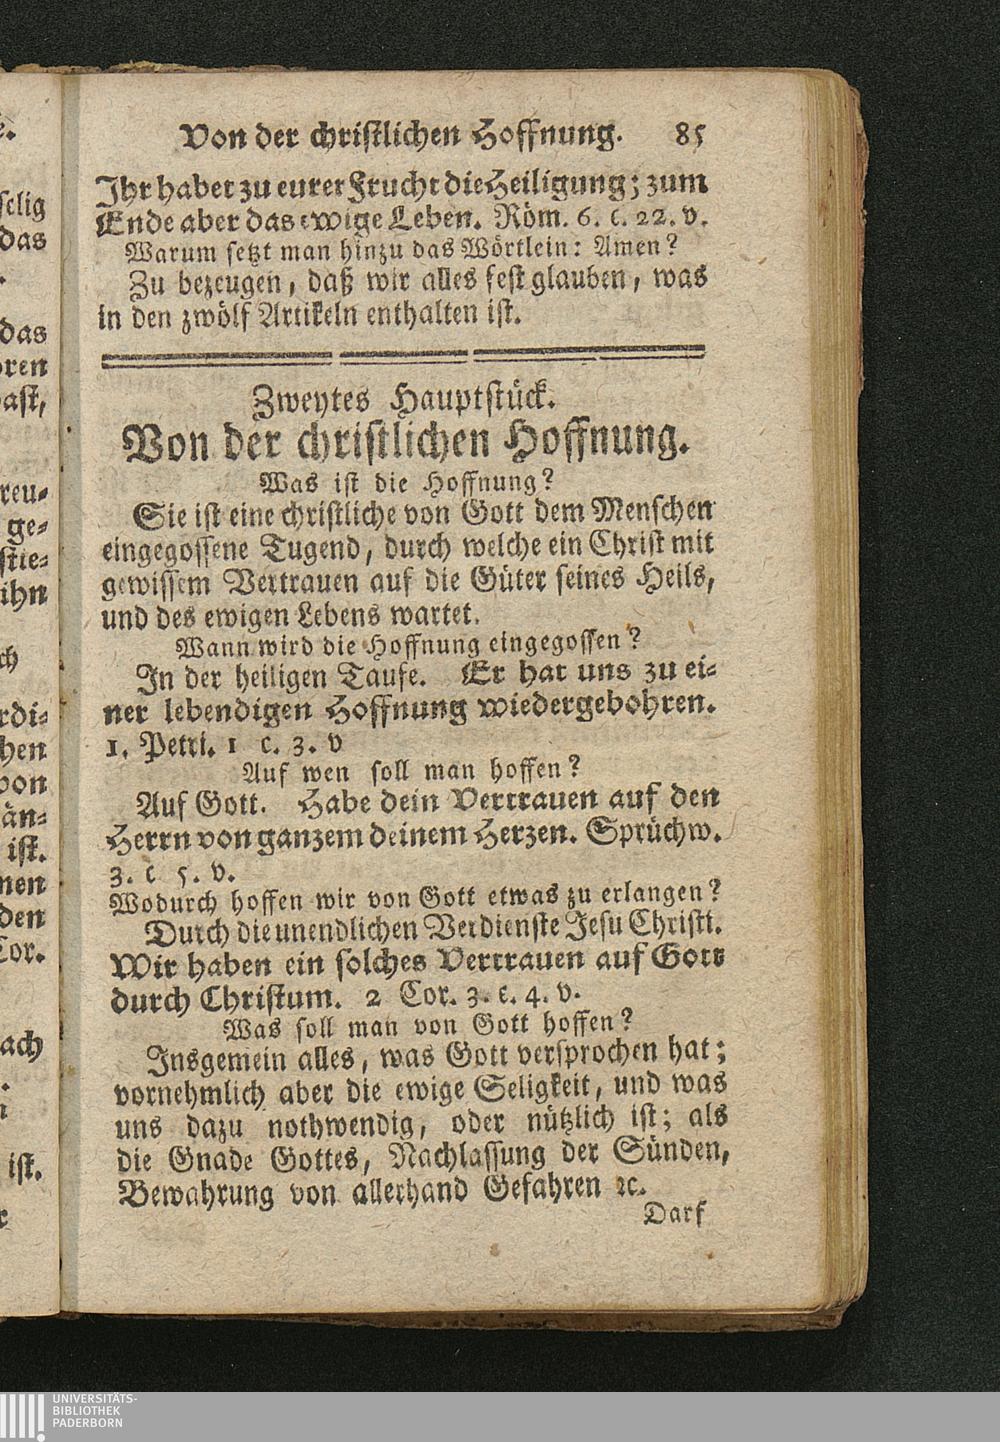 Von der christlichen Hoffnung. 85
Ihr habet zu eurer Frucht die Heiligung; zum
Ende aber das ewige Leben. Röm. 6. c. 22. v.
Warum setzt man hinzu das Wörtlein: Amen?
Zu bezeugen, daß wir alles fest glauben, was
in den zwölf Artikeln enthalten ist.
Zweytes Hauptstück.
Von der christlichen Hoffnung.
Was ist die Hoffnung?
Sie ist eine christliche von Gott dem Menschen
eingegossene Tugend, durch welche ein Christ mit
gewissem Vertrauen auf die Güter seines Heils,
und des ewigen Lebens wartet.
Wann wird die Hoffnung eingegossen?
In der heiligen Taufe. Er hat uns zu ei-
ner lebendigen Hoffnung wiedergebohren.
1. Petri. 1 c. 3. v
Auf wen soll man hoffen?
Auf Gott. Habe dein Vertrauen auf den
Herrn von ganzem deinem Herzen. Sprüchw.
3. c 5. v.
Wodurch hoffen wir von Gott etwas zu erlangen?
Durch die unendlichen Verdienste Jesu Christi.
Wir haben ein solches Vertrauen auf Gott
durch Christum. 2 Cor. 3. c. 4. v.
Was soll man von Gott hoffen?
Insgemein alles, was Gott versprochen hat;
vornehmlich aber die ewige Seligkeit, und was
uns dazu nothwendig, oder nützlich ist; als
die Gnade Gottes, Nachlassung der Sünden,
Bewahrung von allerhand Gefahren ꝛc.
Darf
UNIVERSITÄTS-
BIBLIOTHEK
PADERBORN